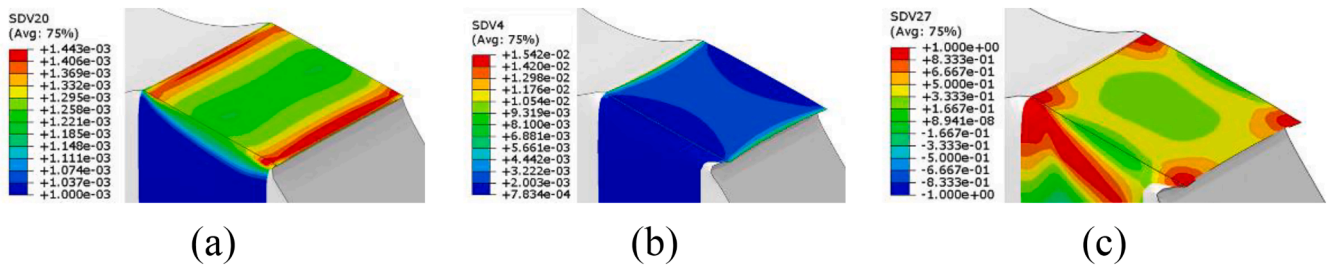 SDV20
(Avg: 75%)
+1.443e-03
+1.406e-03
+1.369e-03
+1.332e-03
+1.295e-03
+1.258e-03
+1.221e-03
+1.185e-03
+1.148e-03
+1.111e-03
+1.074e-03
+1.037e-03
+1.000e-03
(a)
SDV4
(Avg: 75%)
+1.542e-02
+1.420e-02
+1.298e-02
+1.176e-02
+1.054e-02
+9.319e-03
+8.100e-03
+6.881e-03
+5.661e-03
+4.442e-03
+3.222e-03
+2.003e-03
+7.834e-04
(b)
SDV27
(Avg: 75%)
+1.000e+00
+8.333e-01
+6.667e-01
+5.000e-01
+3.333e-01
+1.667e-01
+8.941e-08
-1.667e-01
-3.333e-01
-5.000e-01
-6.667e-01
-8.333e-01
-1.000e+00
(c)